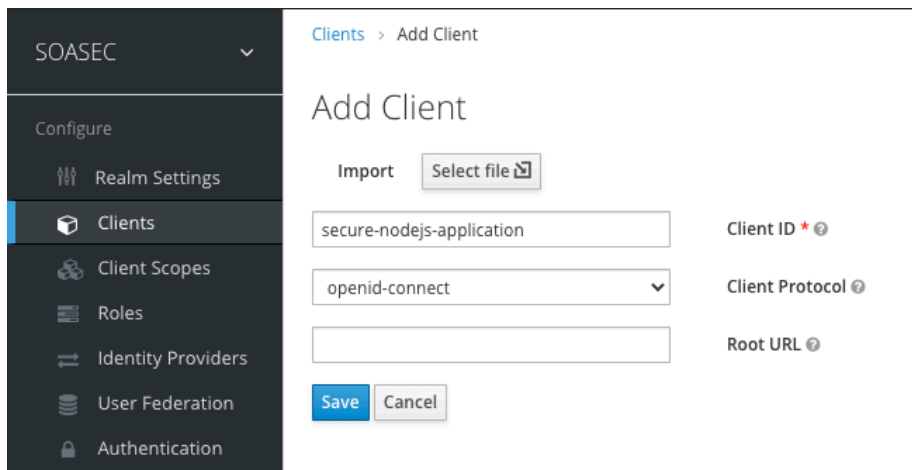 SOASEC
Configure
Realm Settings
Clients
Client Scopes
Roles
Identity Providers
User Federation
Authentication
Clients > Add Client
Add Client
Import Select file
secure-nodejs-application Client ID *
openid-connect Client Protocol
Root URL
Save Cancel